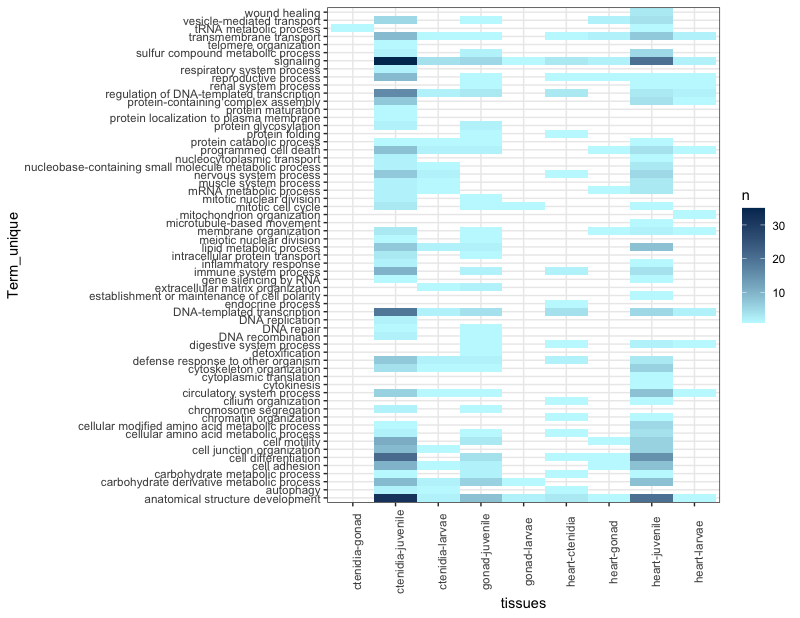 Term_unique
wound healing
vesicle-mediated transport
tRNA metabolic process
transmembrane transport
telomere organization
sulfur compound metabolic process
signaling
respiratory system process
reproductive process
renal system process
regulation of DNA-templated transcription
protein-containing complex assembly
protein maturation
protein localization to plasma membrane
protein glycosylation
protein folding
protein catabolic process
programmed cell death
nucleocytoplasmic transport
nucleobase-containing small molecule metabolic process
nervous system process
muscle system process
mRNA metabolic process
mitotic nuclear division
mitotic cell cycle
mitochondrion organization
microtubule-based movement
membrane organization
meiotic nuclear division
lipid metabolic process
intracellular protein transport
inflammatory response
immune system process
gene silencing by RNA
extracellular matrix organization
establishment or maintenance of cell polarity
endocrine process
DNA-templated transcription
DNA replication
DNA repair
DNA recombination
digestive system process
detoxification
defense response to other organism
cytoskeleton organization
cytoplasmic translation
cytokinesis
circulatory system process
cilium organization
chromosome segregation
chromatin organization
cellular modified amino acid metabolic process
cellular amino acid metabolic process
cell motility
cell junction organization
cell differentiation
cell adhesion
carbohydrate metabolic process
carbohydrate derivative metabolic process
autophagy
anatomical structure development
ctenidia-gonad
ctenidia-juvenile
ctenidia-larvae
gonad-juvenile
gonad-larvae
heart-ctenidia
heart-gonad
heart-juvenile
heart-larvae
tissues
n
30
20
10